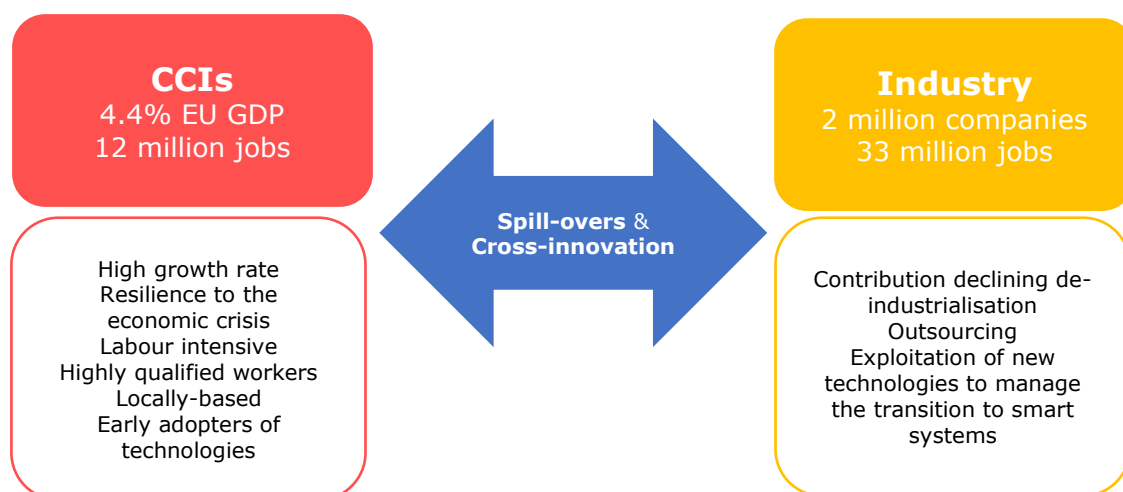 CCIs
4.4% EU GDP
12 million jobs
High growth rate
Resilience to the
economic crisis
Labour intensive
Highly qualified workers
Locally-based
Early adopters of
technologies
Spill-overs &
Cross-innovation
Industry
2 million companies
33 million jobs
Contribution declining de-
industrialisation
Outsourcing
Exploitation of new
technologies to manage
the transition to smart
systems